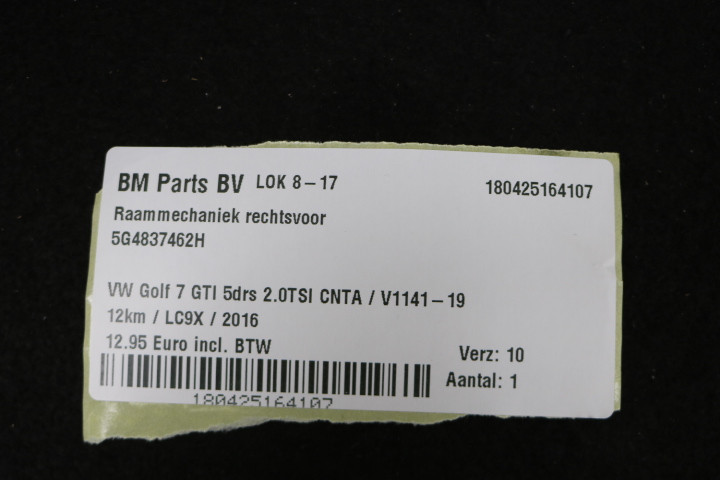 BM Parts BV LOK 8-17 180425164107
Raammechaniek rechtsvoor
5G4837462H
VW Golf 7 GTI 5drs 2.0TSI CNTA / V1141-19
12km / LC9X / 2016
12.95 Euro incl. BTW
Verz: 10
Aantal: 1
180425164107